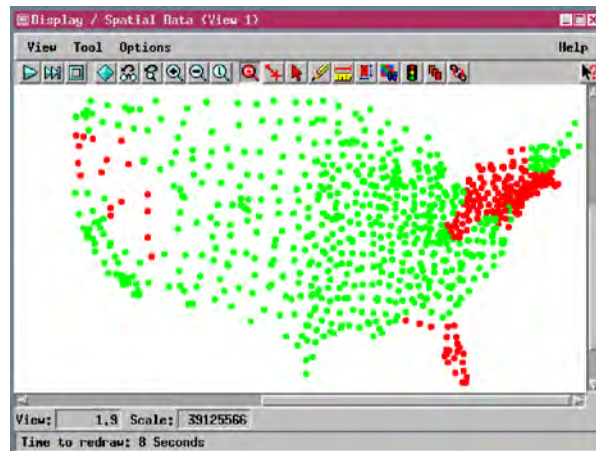 Display / Spatial Data (View 1)
View Tool Options Help
View: 1.9 Scale: 39125566
Time to redraw: 8 Seconds